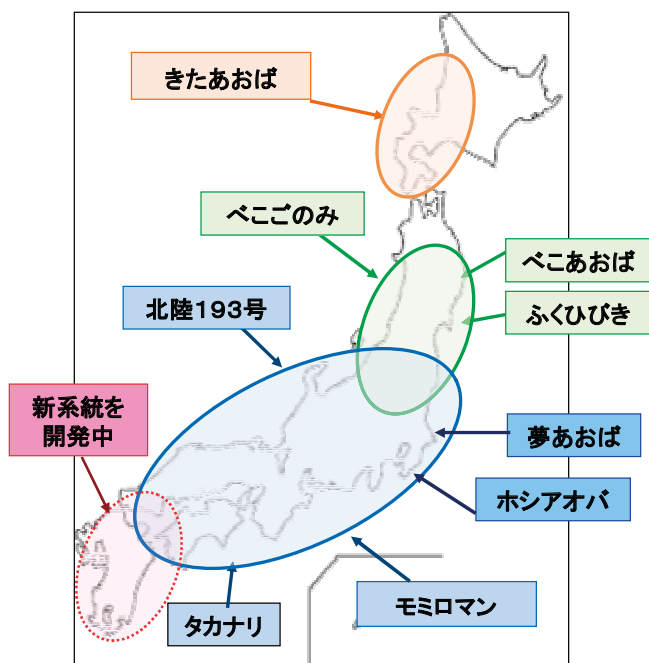 きたあおば
べこごのみ
べこあおば
ふくひびき
北陸193号
新系統を
開発中
夢あおば
ホシアオバ
モミロマン
タカナリ